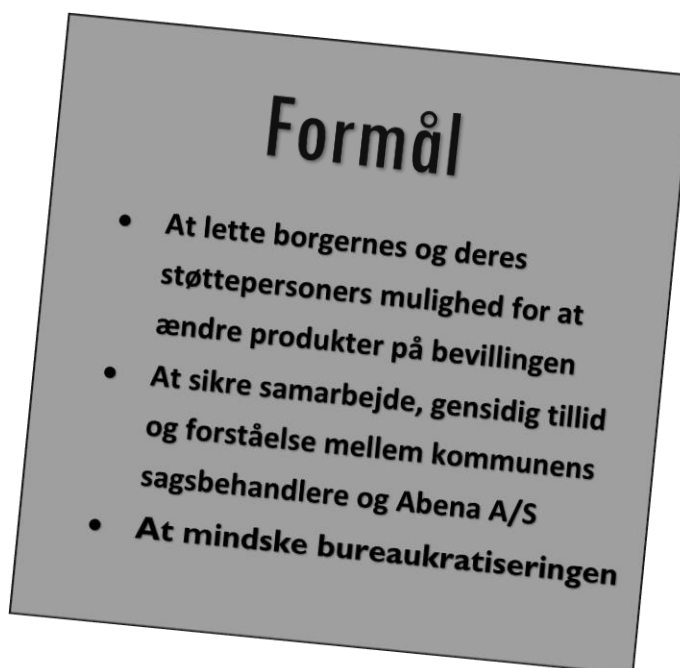 Formål
• At lette borgernes og deres
støttepersoners mulighed for at
ændre produkter på bevillingen
• At sikre samarbejde, gensidig tillid
og forståelse mellem kommunens
sagsbehandlere og Abena A/S
• At mindske bureaukratiseringen